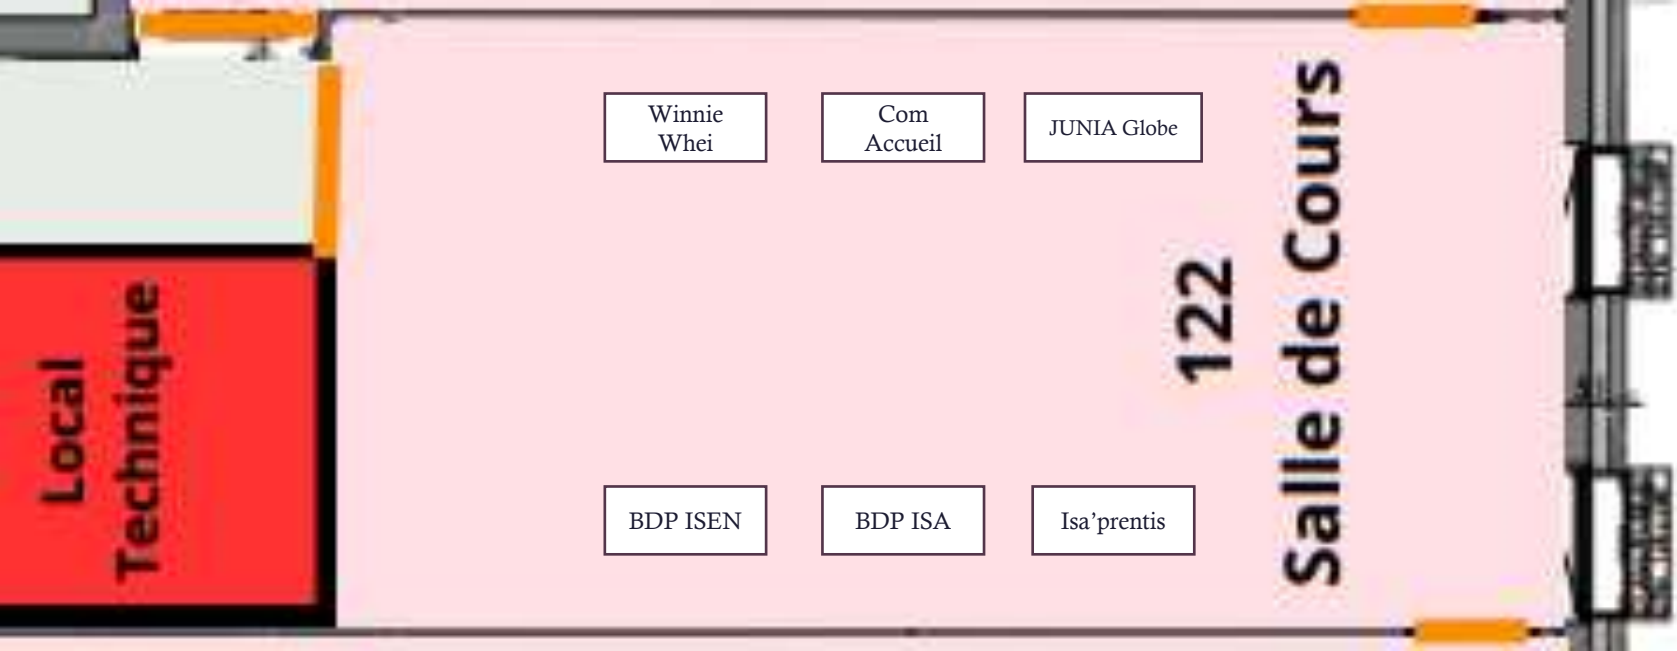 Winnie
Whei
Com
Accueil
JUNIA Globe
122
Salle de Cours
Local
Technique
BDP ISEN
BDP ISA
Isa’prentis